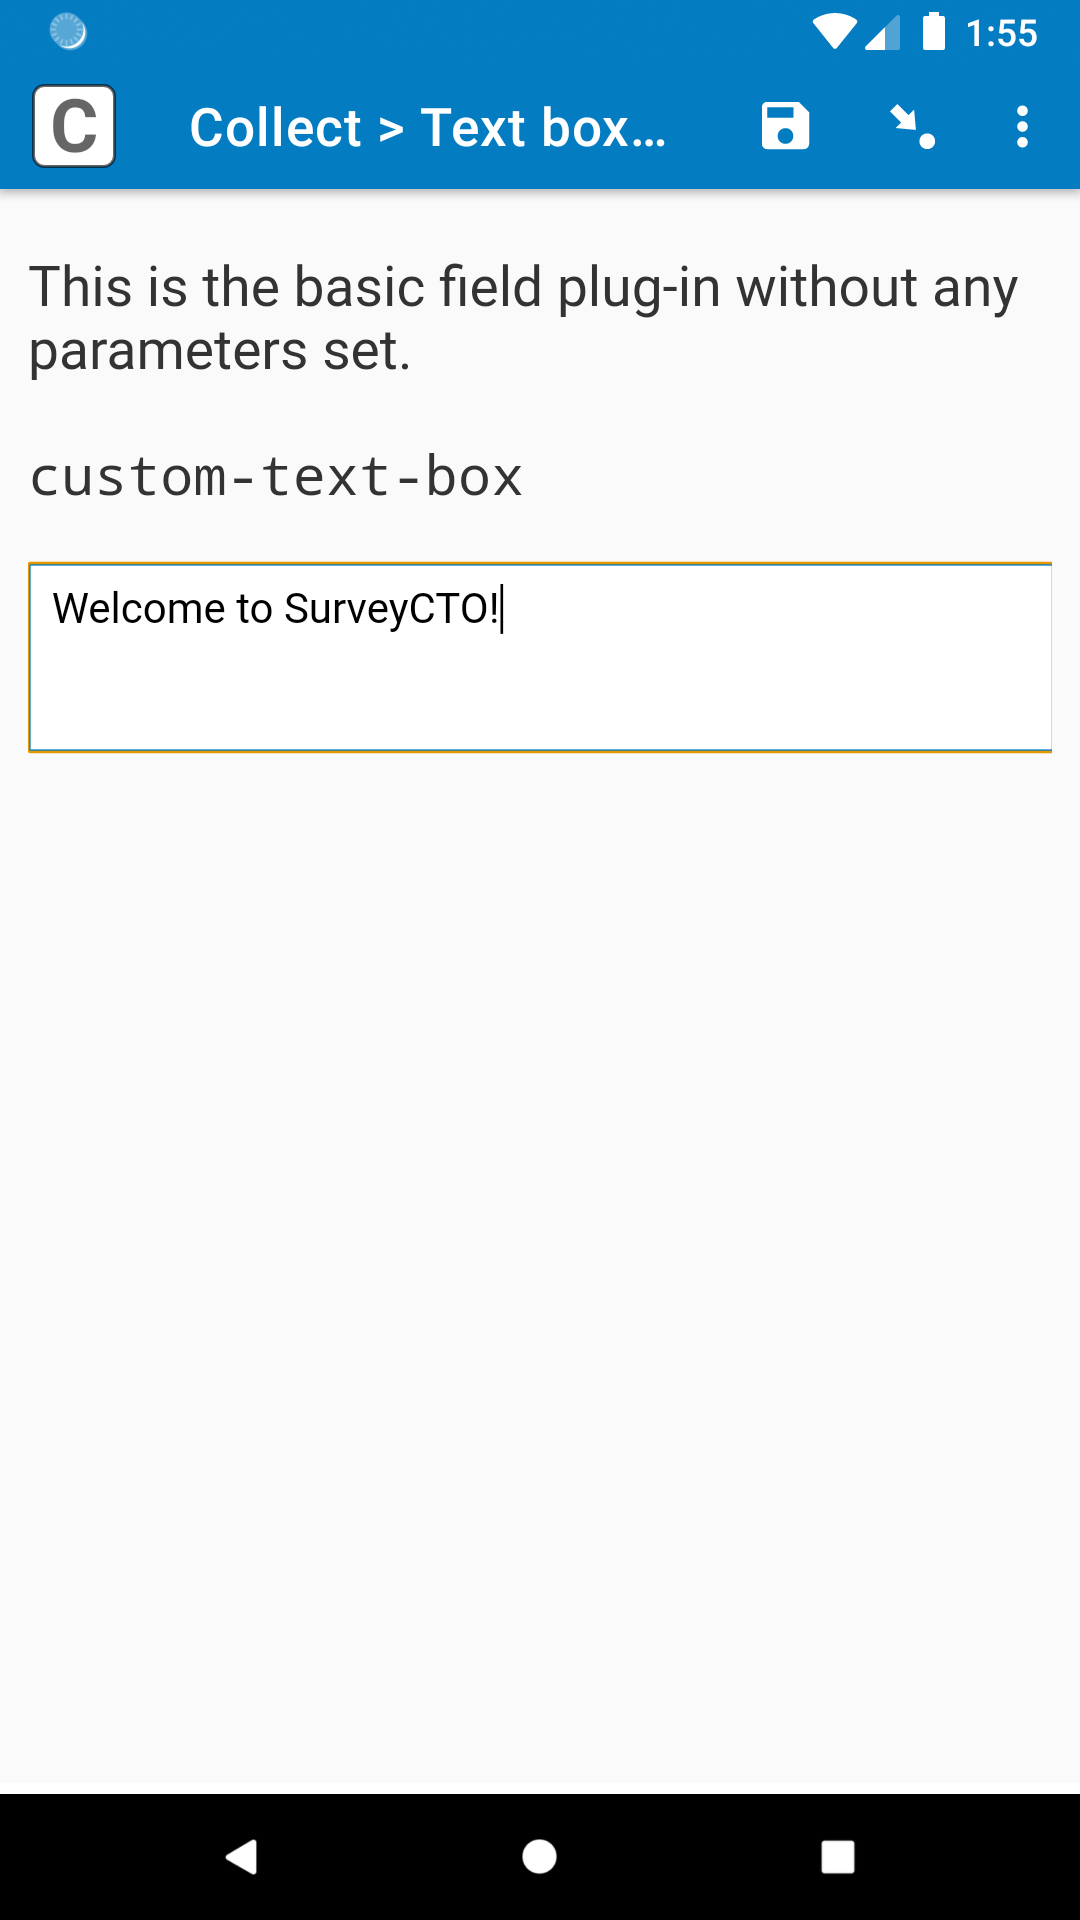 1:55
C
Collect > Text box...
This is the basic field plug-in without any
parameters set.
custom-text-box
Welcome to SurveyCTO!